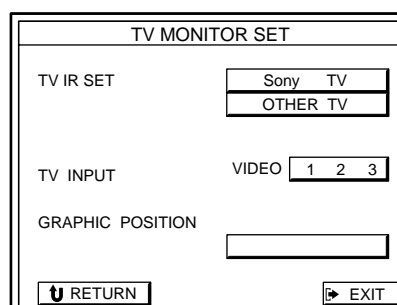 TV MONITOR SET
TV IR SET
Sony TV
OTHER TV
TV INPUT
VIDEO 1 2 3
GRAPHIC POSITION
RETURN
EXIT